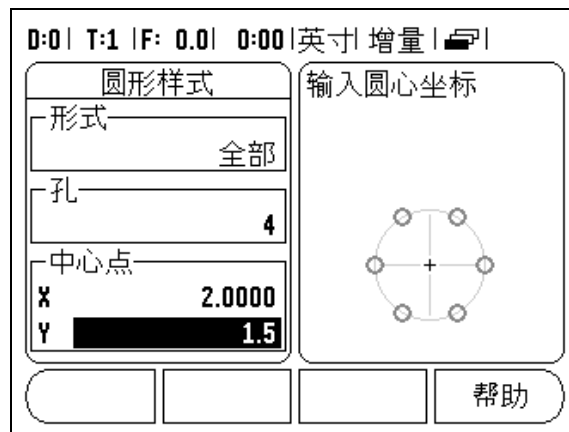 D:0| T:1 |F: 0.0| 0:00|英寸|增量|
圆形样式
形式
全部
孔
4
中心点
X 2.0000
Y 1.5
输入圆心坐标
帮助